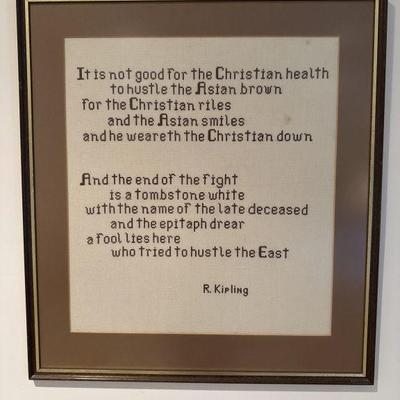 It is not good for the Christian health
to hustle the Asian brown
for the Christian riles
and the Asian smiles
and he weareth the Christian down
And the end of the fight
is a tombstone white
with the name of the late deceased
and the epitaph drear
a fool lies here
who tried to hustle the East
R. Kipling